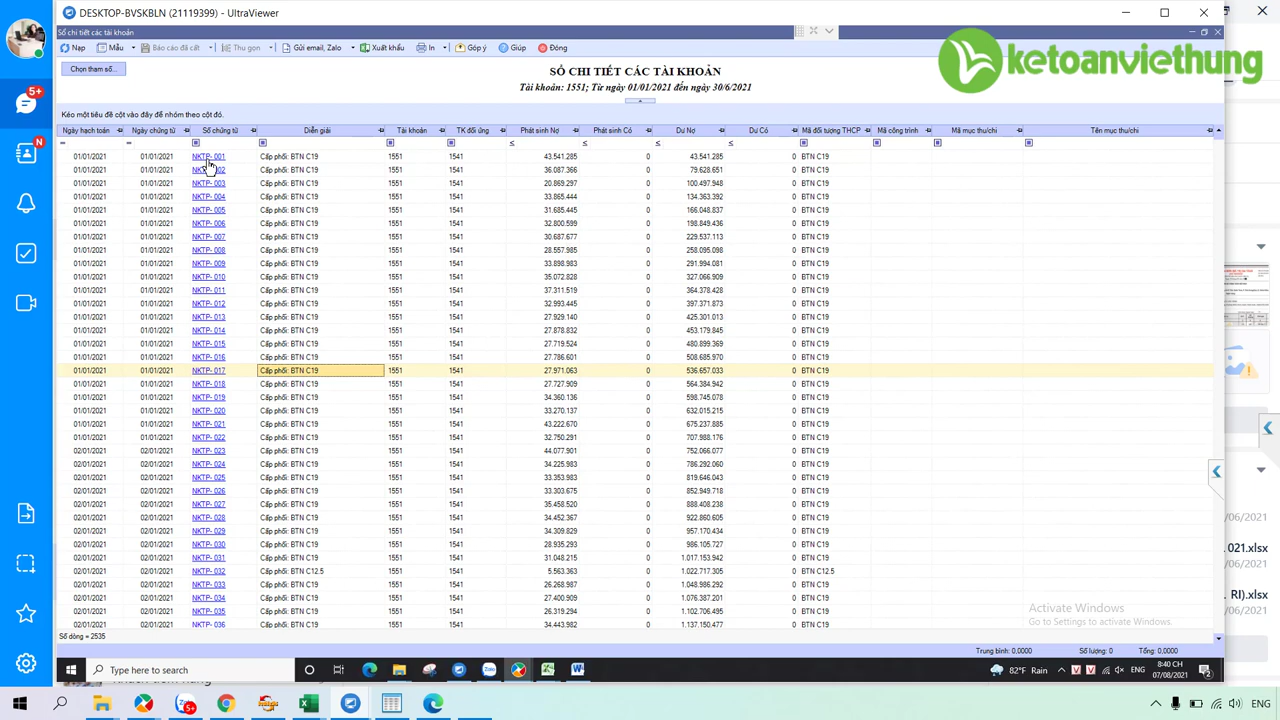 DESKTOP-BVSKBLN (21119399) - UltraViewer
Sổ chi tiết các tài khoản
Nạp Mẫu Báo cáo đã cất Thu gọn Gửi email, Zalo Xuất khẩu In Góp ý Giúp Đóng
ketoanviethung
Chọn tham số...
SỔ CHI TIẾT CÁC TÀI KHOẢN
Tài khoản: 1551; Từ ngày 01/01/2021 đến ngày 30/6/2021
Kéo một tiêu đề cột vào đây để nhóm theo cột đó.
Ngày hạch toán Ngày chứng từ Số chứng từ Diễn giải Tài khoản TK đối ứng Phát sinh Nợ Phát sinh Có Dư Nợ Dư Có Mã đối tượng THCP Mã công trình Mã mục thu/chi Tên mục thu/chi
01/01/2021 01/01/2021 NKTP- 001 Cấp phối: BTN C19 1551 1541 43.541.285 0 43.541.285 0 BTN C19
01/01/2021 01/01/2021 02 Cấp phối: BTN C19 1551 1541 36.087.366 0 79.628.651 0 BTN C19
01/01/2021 01/01/2021 NKTP- 003 Cấp phối: BTN C19 1551 1541 20.869.297 0 100.497.948 0 BTN C19
01/01/2021 01/01/2021 NKTP- 004 Cấp phối: BTN C19 1551 1541 33.865.444 0 134.363.392 0 BTN C19
01/01/2021 01/01/2021 NKTP- 005 Cấp phối: BTN C19 1551 1541 31.685.445 0 166.048.837 0 BTN C19
01/01/2021 01/01/2021 NKTP- 006 Cấp phối: BTN C19 1551 1541 32.800.599 0 198.849.436 0 BTN C19
01/01/2021 01/01/2021 NKTP- 007 Cấp phối: BTN C19 1551 1541 30.687.677 0 229.537.113 0 BTN C19
01/01/2021 01/01/2021 NKTP- 008 Cấp phối: BTN C19 1551 1541 28.557.985 0 258.095.098 0 BTN C19
01/01/2021 01/01/2021 NKTP- 009 Cấp phối: BTN C19 1551 1541 33.898.983 0 291.994.081 0 BTN C19
01/01/2021 01/01/2021 NKTP- 010 Cấp phối: BTN C19 1551 1541 35.072.828 0 327.066.909 0 BTN C19
01/01/2021 01/01/2021 NKTP- 011 Cấp phối: BTN C19 1551 1541 37.311.519 0 364.378.428 0 BTN C19
01/01/2021 01/01/2021 NKTP- 012 Cấp phối: BTN C19 1551 1541 32.993.445 0 397.371.873 0 BTN C19
01/01/2021 01/01/2021 NKTP- 013 Cấp phối: BTN C19 1551 1541 27.939.440 0 425.311.313 0 BTN C19
01/01/2021 01/01/2021 NKTP- 014 Cấp phối: BTN C19 1551 1541 27.868.532 0 453.179.845 0 BTN C19
01/01/2021 01/01/2021 NKTP- 015 Cấp phối: BTN C19 1551 1541 27.719.524 0 480.899.369 0 BTN C19
01/01/2021 01/01/2021 NKTP- 016 Cấp phối: BTN C19 1551 1541 27.786.601 0 508.685.970 0 BTN C19
01/01/2021 01/01/2021 NKTP- 017 Cấp phối: BTN C19 1551 1541 27.971.063 0 536.657.033 0 BTN C19
01/01/2021 01/01/2021 NKTP- 018 Cấp phối: BTN C19 1551 1541 27.727.909 0 564.384.942 0 BTN C19
01/01/2021 01/01/2021 NKTP- 019 Cấp phối: BTN C19 1551 1541 34.360.136 0 598.745.078 0 BTN C19
01/01/2021 01/01/2021 NKTP- 020 Cấp phối: BTN C19 1551 1541 33.270.137 0 632.015.215 0 BTN C19
01/01/2021 01/01/2021 NKTP- 021 Cấp phối: BTN C19 1551 1541 43.222.670 0 675.237.885 0 BTN C19
01/01/2021 01/01/2021 NKTP- 022 Cấp phối: BTN C19 1551 1541 32.750.291 0 707.988.176 0 BTN C19
02/01/2021 02/01/2021 NKTP- 023 Cấp phối: BTN C19 1551 1541 44.077.901 0 752.066.077 0 BTN C19
02/01/2021 02/01/2021 NKTP- 024 Cấp phối: BTN C19 1551 1541 34.225.983 0 786.292.060 0 BTN C19
02/01/2021 02/01/2021 NKTP- 025 Cấp phối: BTN C19 1551 1541 33.353.983 0 819.646.043 0 BTN C19
02/01/2021 02/01/2021 NKTP- 026 Cấp phối: BTN C19 1551 1541 33.303.675 0 852.949.718 0 BTN C19
02/01/2021 02/01/2021 NKTP- 027 Cấp phối: BTN C19 1551 1541 35.458.520 0 888.408.238 0 BTN C19
02/01/2021 02/01/2021 NKTP- 028 Cấp phối: BTN C19 1551 1541 34.452.367 0 922.860.605 0 BTN C19
02/01/2021 02/01/2021 NKTP- 029 Cấp phối: BTN C19 1551 1541 34.309.829 0 957.170.434 0 BTN C19
02/01/2021 02/01/2021 NKTP- 030 Cấp phối: BTN C19 1551 1541 28.935.293 0 986.105.727 0 BTN C19
02/01/2021 02/01/2021 NKTP- 031 Cấp phối: BTN C19 1551 1541 31.048.215 0 1.017.153.942 0 BTN C19
02/01/2021 02/01/2021 NKTP- 032 Cấp phối: BTN C12.5 1551 1541 5.563.363 0 1.022.717.305 0 BTN C12.5
02/01/2021 02/01/2021 NKTP- 033 Cấp phối: BTN C19 1551 1541 26.268.987 0 1.048.986.292 0 BTN C19
02/01/2021 02/01/2021 NKTP- 034 Cấp phối: BTN C19 1551 1541 27.400.909 0 1.076.387.201 0 BTN C19
02/01/2021 02/01/2021 NKTP- 035 Cấp phối: BTN C19 1551 1541 26.319.294 0 1.102.706.495 0 BTN C19
02/01/2021 02/01/2021 NKTP- 036 Cấp phối: BTN C19 1551 1541 34.443.982 0 1.137.150.477 0 BTN C19
Số dòng = 2535
Trung bình: 0,0000 Số lượng: 0 Tổng: 0,0000
Activate Windows
Go to Settings to activate Windows.
/06/2021
021.xlsx
. RI).xlsx
/06/2021
Type here to search
82°F Rain ENG 8:40 CH 07/08/2021
ENG
5+
N